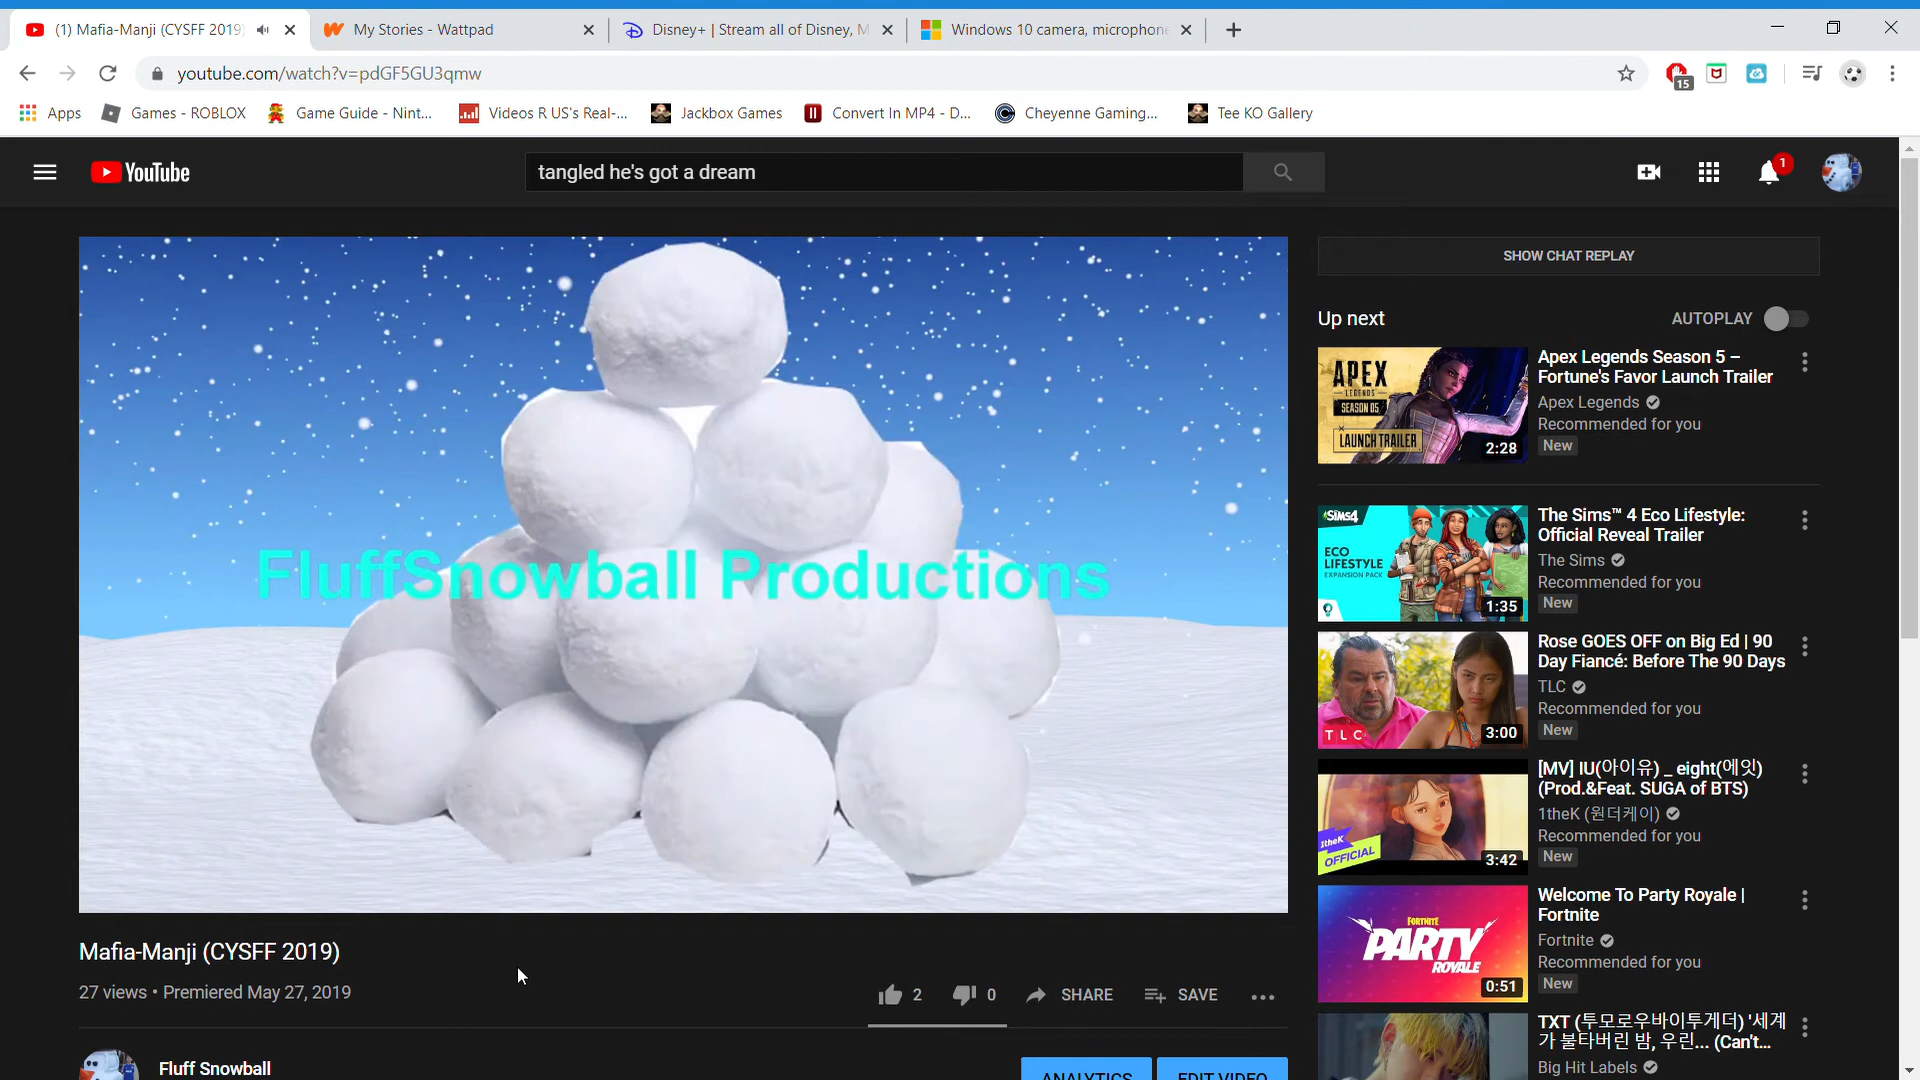 (1) Mafia-Manji (CYSFF 2019)
My Stories - Wattpad
Disney+ | Stream all of Disney, M
Windows 10 camera, microphone
youtube.com/watch?v=pdGF5GU3qmw
15
Apps
Games - ROBLOX
Game Guide - Nint...
Videos R US's Real-...
Jackbox Games
Convert In MP4 - D...
Cheyenne Gaming...
Tee KO Gallery
YouTube
tangled he's got a dream
1
FluffSnowball Productions
Mafia-Manji (CYSFF 2019)
27 views • Premiered May 27, 2019
2
0
SHARE
SAVE
Fluff Snowball
ANALYTICS
EDIT VIDEO
SHOW CHAT REPLAY
Up next
AUTOPLAY
APEX
LEGENDS
SEASON 05
LAUNCH TRAILER
2:28
Apex Legends Season 5 –
Fortune's Favor Launch Trailer
Apex Legends
Recommended for you
New
SIMS4
ECO
LIFESTYLE
EXPANSION PACK
1:35
The Sims™ 4 Eco Lifestyle:
Official Reveal Trailer
The Sims
Recommended for you
New
TLC
3:00
Rose GOES OFF on Big Ed | 90
Day Fiancé: Before The 90 Days
TLC
Recommended for you
New
1theK
OFFICIAL
3:42
[MV] IU(아이유) _ eight(에잇)
(Prod.&Feat. SUGA of BTS)
1theK (원더케이)
Recommended for you
New
FORTNITE
PARTY
ROYALE
0:51
Welcome To Party Royale |
Fortnite
Fortnite
Recommended for you
New
TXT (투모로우바이투게더) '세계
가 불타버린 밤, 우린... (Can't...
Big Hit Labels